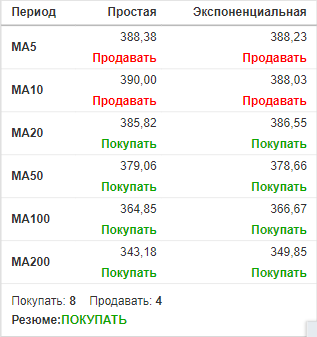 Период Простая Экспоненциальная
MA5 388,38 388,23
Продавать Продавать
MA10 390,00 388,03
Продавать Продавать
MA20 385,82 386,55
Покупать Покупать
MA50 379,06 378,66
Покупать Покупать
MA100 364,85 366,67
Покупать Покупать
MA200 343,18 349,85
Покупать Покупать
Покупать: 8 Продавать: 4
Резюме:ПОКУПАТЬ